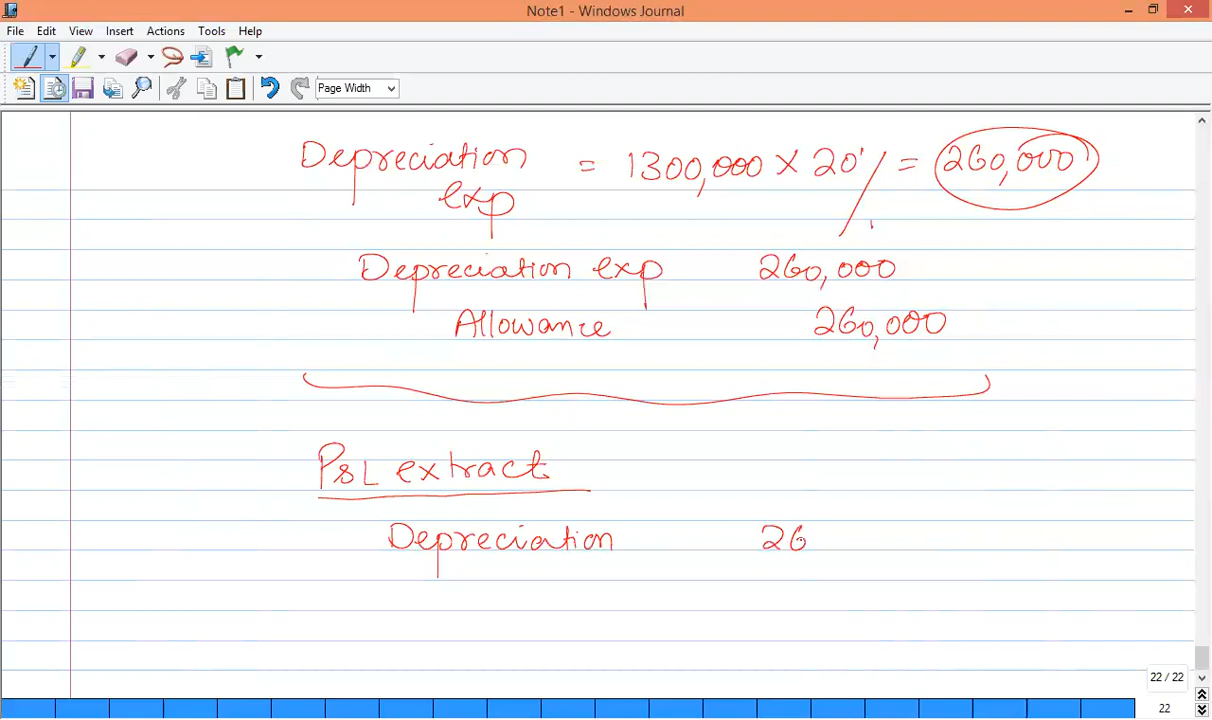 Note1 - Windows Journal
File Edit View Insert Actions Tools Help
Page Width
Depreciation = 1300,000 X 20% = 260,000
exp
Depreciation exp 260,000
Allowance 260,000
P&L extract
Depreciation 26
22 / 22
22